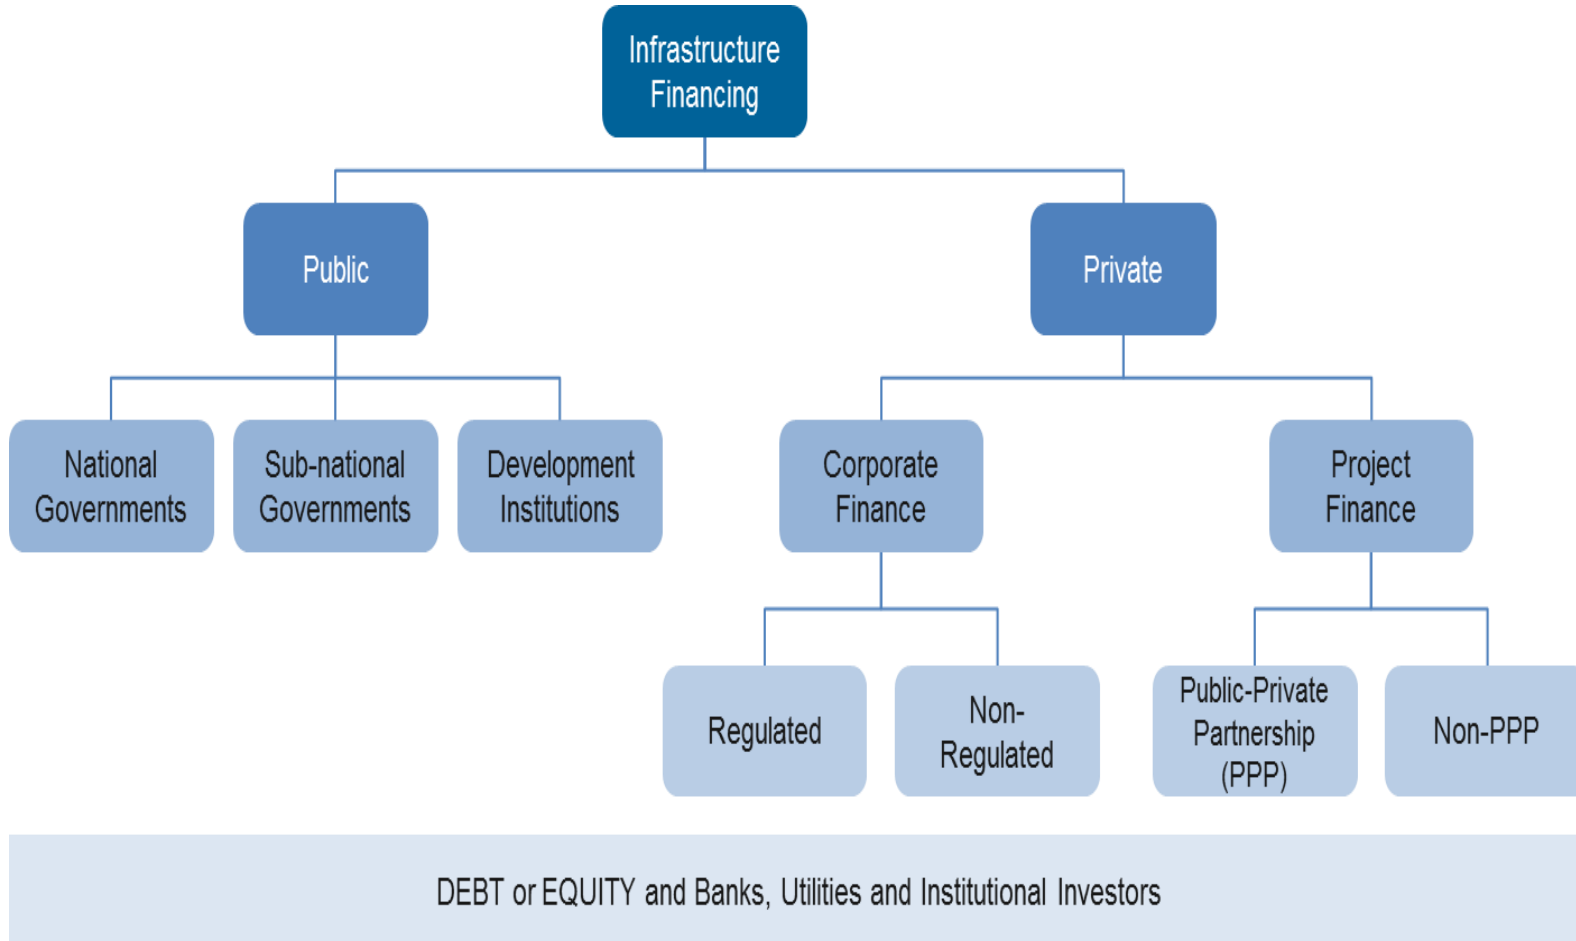 Infrastructure
Financing
Public
Private
National
Governments
Sub-national
Governments
Development
Institutions
Corporate
Finance
Project
Finance
Regulated
Non-
Regulated
Public-Private
Partnership
(PPP)
Non-PPP
DEBT or EQUITY and Banks, Utilities and Institutional Investors